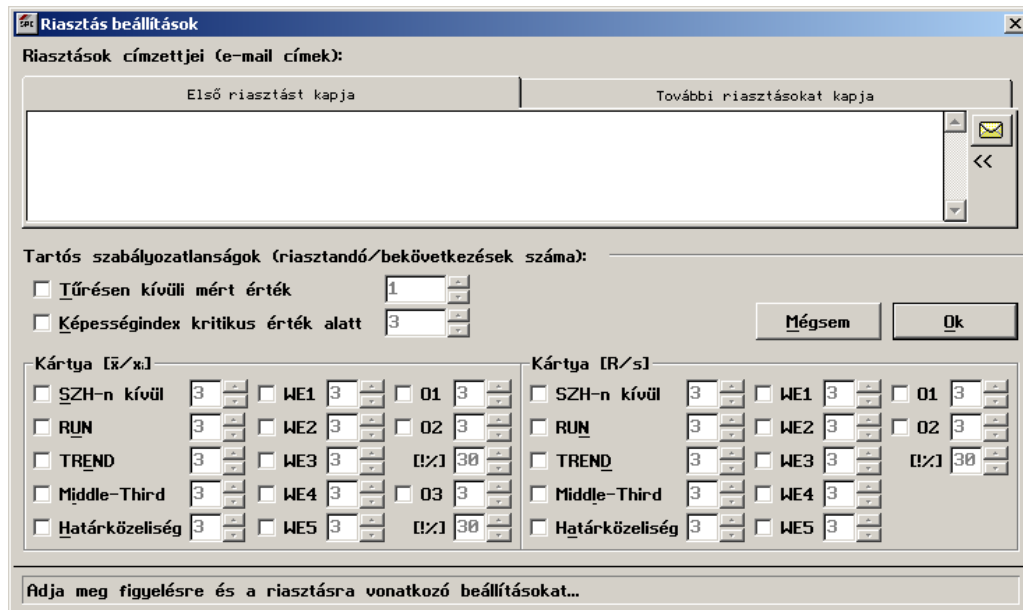 SPC Riasztás beállítások
Riasztások címzettjei (e-mail címek):
Első riasztást kapja
További riasztásokat kapja
<<
Tartós szabályozatlanságok (riasztandó/bekövetkezések száma):
Tűrésen kívüli mért érték 1
Képességindex kritikus érték alatt 3
Mégsem Ok
Kártya [x̄/xᵢ]
SZH-n kívül 3 WE1 3 O1 3
RUN 3 WE2 3 O2 3
TREND 3 WE3 3 [!%] 30
Middle-Third 3 WE4 3 O3 3
Határközeliség 3 WE5 3 [!%] 30
Kártya [R/s]
SZH-n kívül 3 WE1 3 O1 3
RUN 3 WE2 3 O2 3
TREND 3 WE3 3 [!%] 30
Middle-Third 3 WE4 3
Határközeliség 3 WE5 3
Adja meg figyelésre és a riasztásra vonatkozó beállításokat...